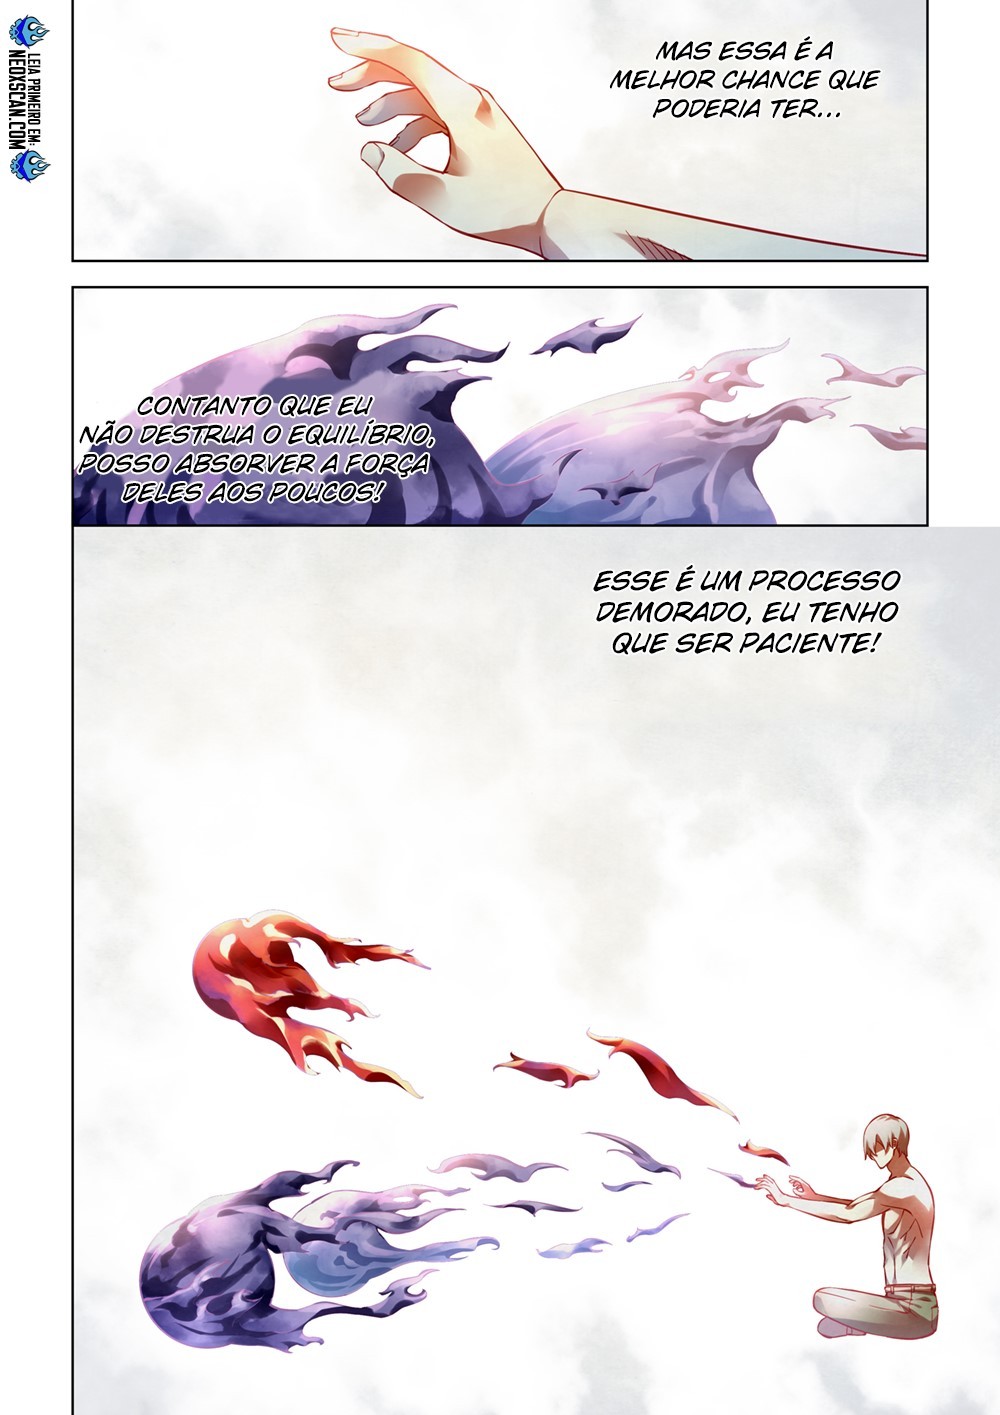 LEIA PRIMEIRO EM:
NEOXSCAN.COM
MAS ESSA É A
MELHOR CHANCE QUE
PODERIA TER...
CONTANTO QUE EU
NÃO DESTRUA O EQUILÍBRIO,
POSSO ABSORVER A FORÇA
DELES AOS POUCOS!
ESSE É UM PROCESSO
DEMORADO, EU TENHO
QUE SER PACIENTE!